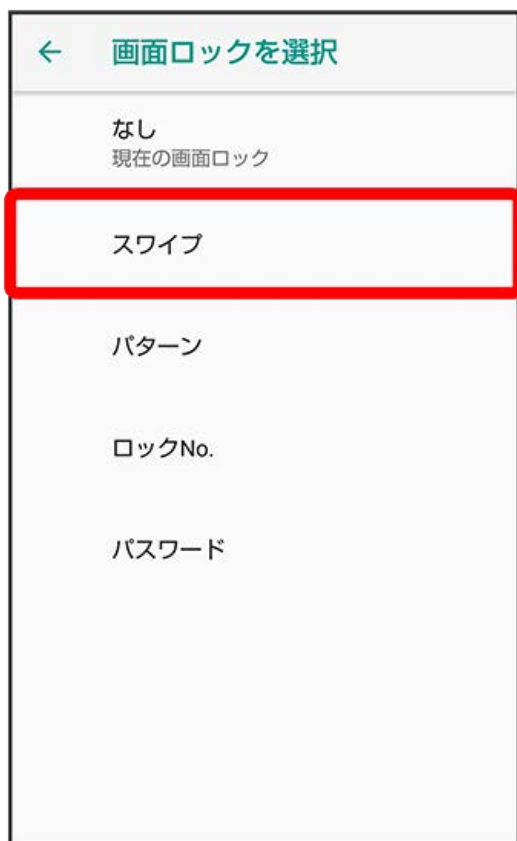 画面ロックを選択
なし
現在の画面ロック
スワイプ
パターン
ロックNo.
パスワード